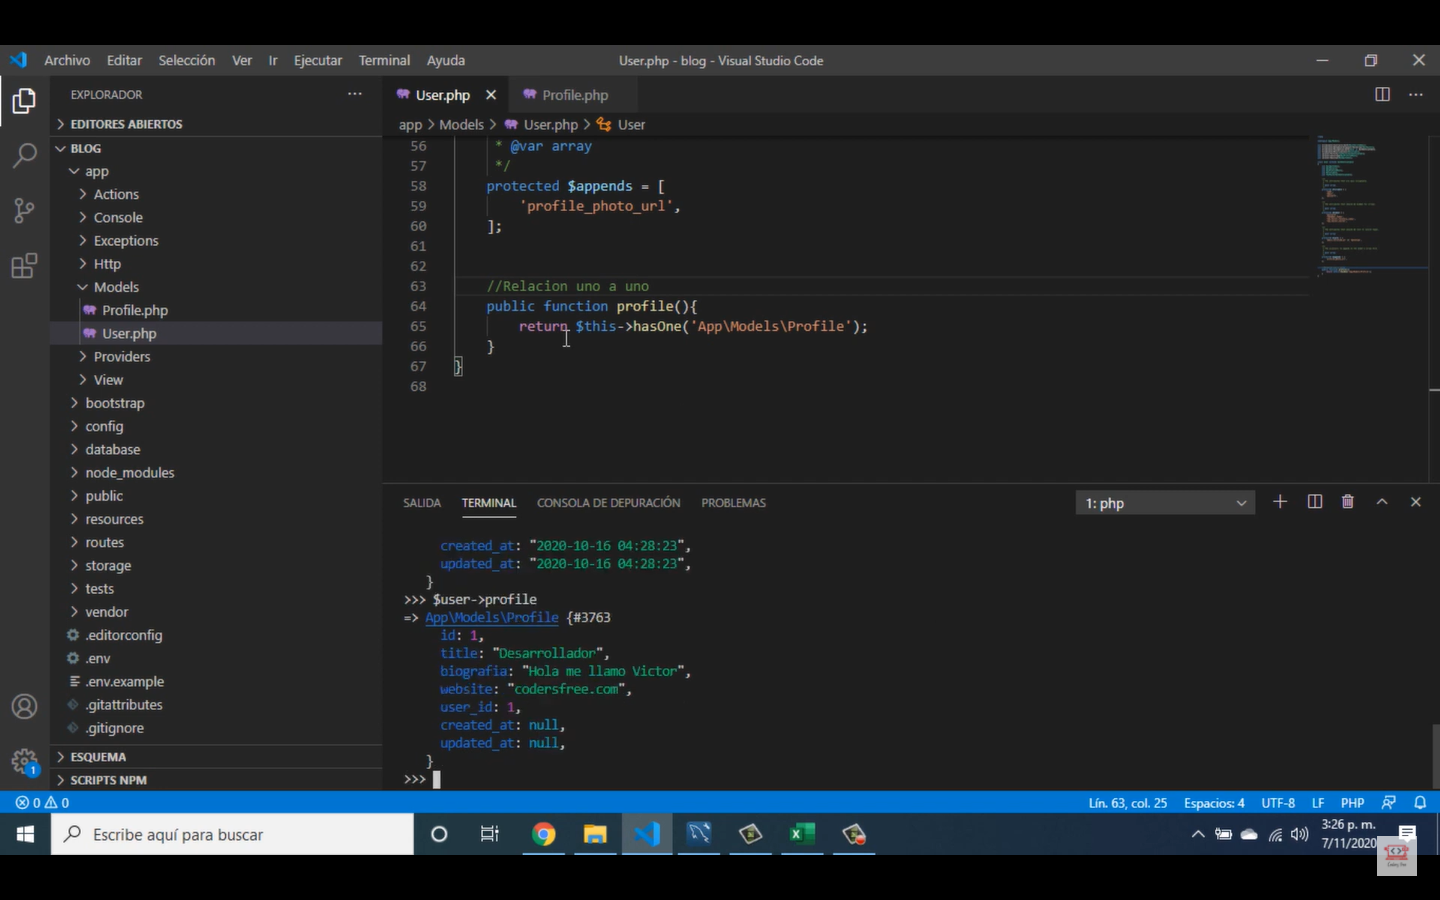 Archivo Editar Selección Ver Ir Ejecutar Terminal Ayuda
User.php - blog - Visual Studio Code
EXPLORADOR
EDITORES ABIERTOS
BLOG
app
Actions
Console
Exceptions
Http
Models
Profile.php
User.php
Providers
View
bootstrap
config
database
node_modules
public
resources
routes
storage
tests
vendor
.editorconfig
.env
.env.example
.gitattributes
.gitignore
ESQUEMA
SCRIPTS NPM
1
User.php Profile.php
app > Models > User.php > User
56 * @var array
57 */
58 protected $appends = [
59 'profile_photo_url',
60 ];
61
62
63 //Relacion uno a uno
64 public function profile(){
65 return $this->hasOne('App\Models\Profile');
66 }
67 }
68
SALIDA TERMINAL CONSOLA DE DEPURACIÓN PROBLEMAS
1: php
created_at: "2020-10-16 04:28:23",
updated_at: "2020-10-16 04:28:23",
}
>>> $user->profile
=> App\Models\Profile {#3763
id: 1,
title: "Desarrollador",
biografia: "Hola me llamo Victor",
website: "codersfree.com",
user_id: 1,
created_at: null,
updated_at: null,
}
>>>
0 0
Lín. 63, col. 25 Espacios: 4 UTF-8 LF PHP
Escribe aquí para buscar
3:26 p. m.
7/11/2020